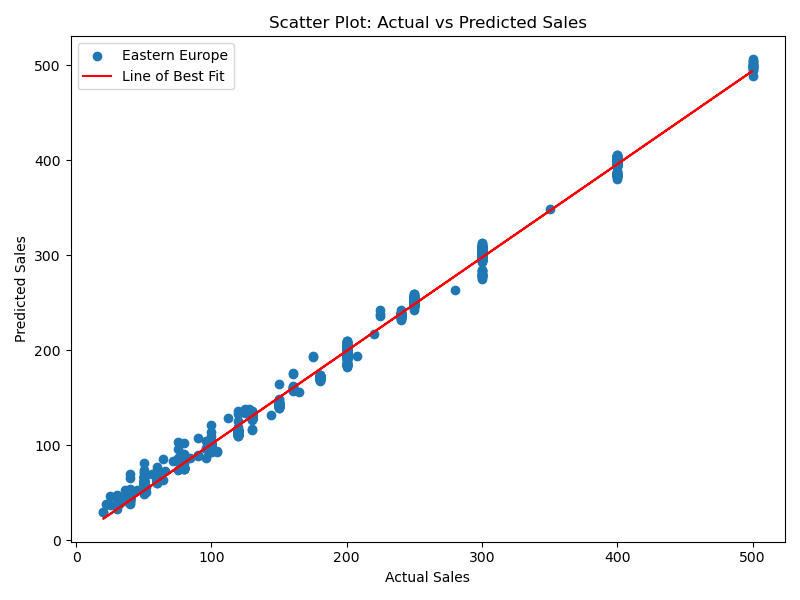 Scatter Plot: Actual vs Predicted Sales
Eastern Europe
Line of Best Fit
500
400
300
200
100
0
Predicted Sales
0 100 200 300 400 500
Actual Sales